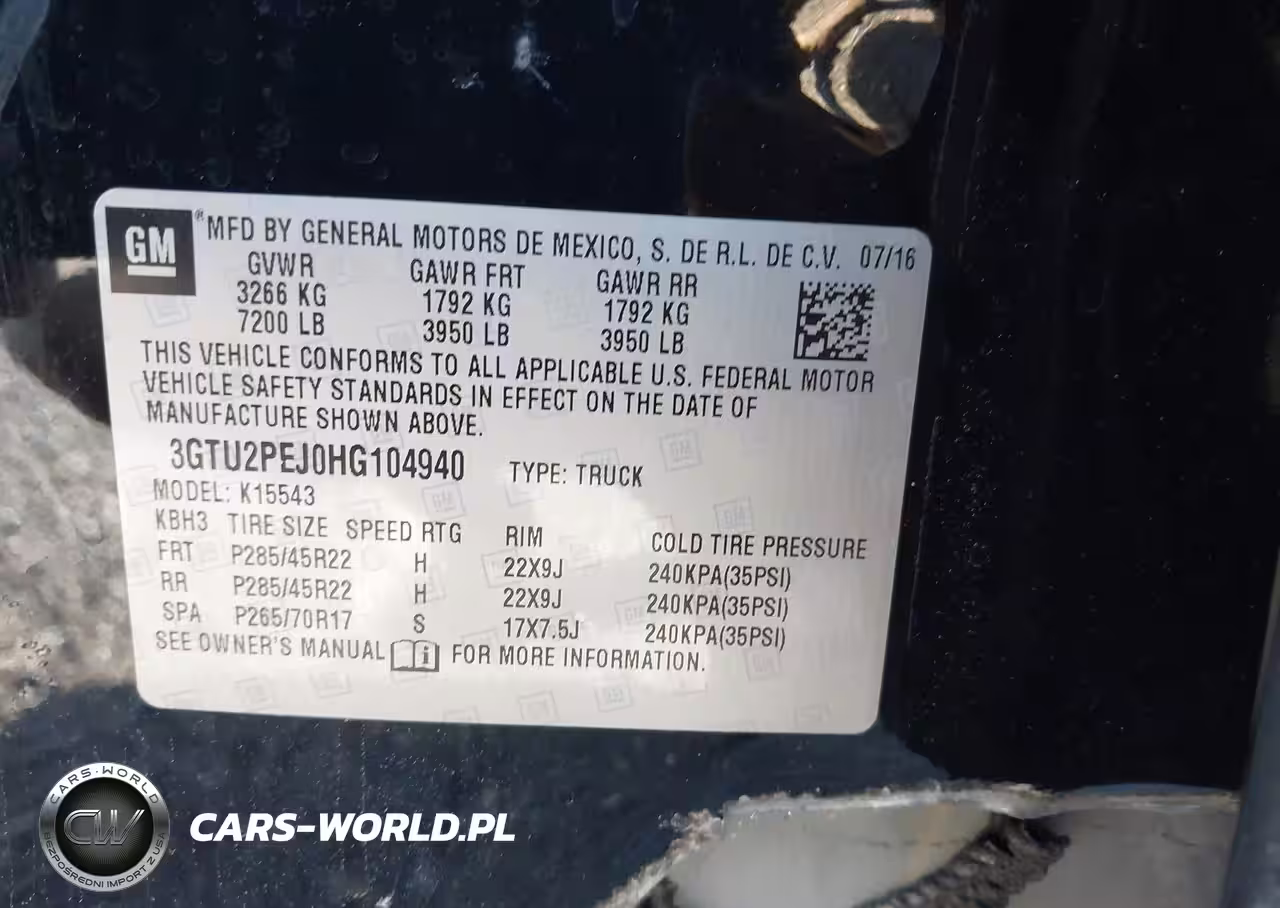 GM ® MFD BY GENERAL MOTORS DE MEXICO, S. DE R.L. DE C.V. 07/16
GVWR GAWR FRT GAWR RR
3266 KG 1792 KG 1792 KG
7200 LB 3950 LB 3950 LB
THIS VEHICLE CONFORMS TO ALL APPLICABLE U.S. FEDERAL MOTOR
VEHICLE SAFETY STANDARDS IN EFFECT ON THE DATE OF
MANUFACTURE SHOWN ABOVE.
3GTU2PEJ0HG104940 TYPE: TRUCK
MODEL: K15543
KBH3 TIRE SIZE SPEED RTG RIM COLD TIRE PRESSURE
FRT P285/45R22 H 22X9J 240KPA(35PSI)
RR P285/45R22 H 22X9J 240KPA(35PSI)
SPA P265/70R17 S 17X7.5J 240KPA(35PSI)
SEE OWNER'S MANUAL i FOR MORE INFORMATION.
CARS-WORLD
CW
BEZPOŚREDNI IMPORT Z USA
CARS-WORLD.PL